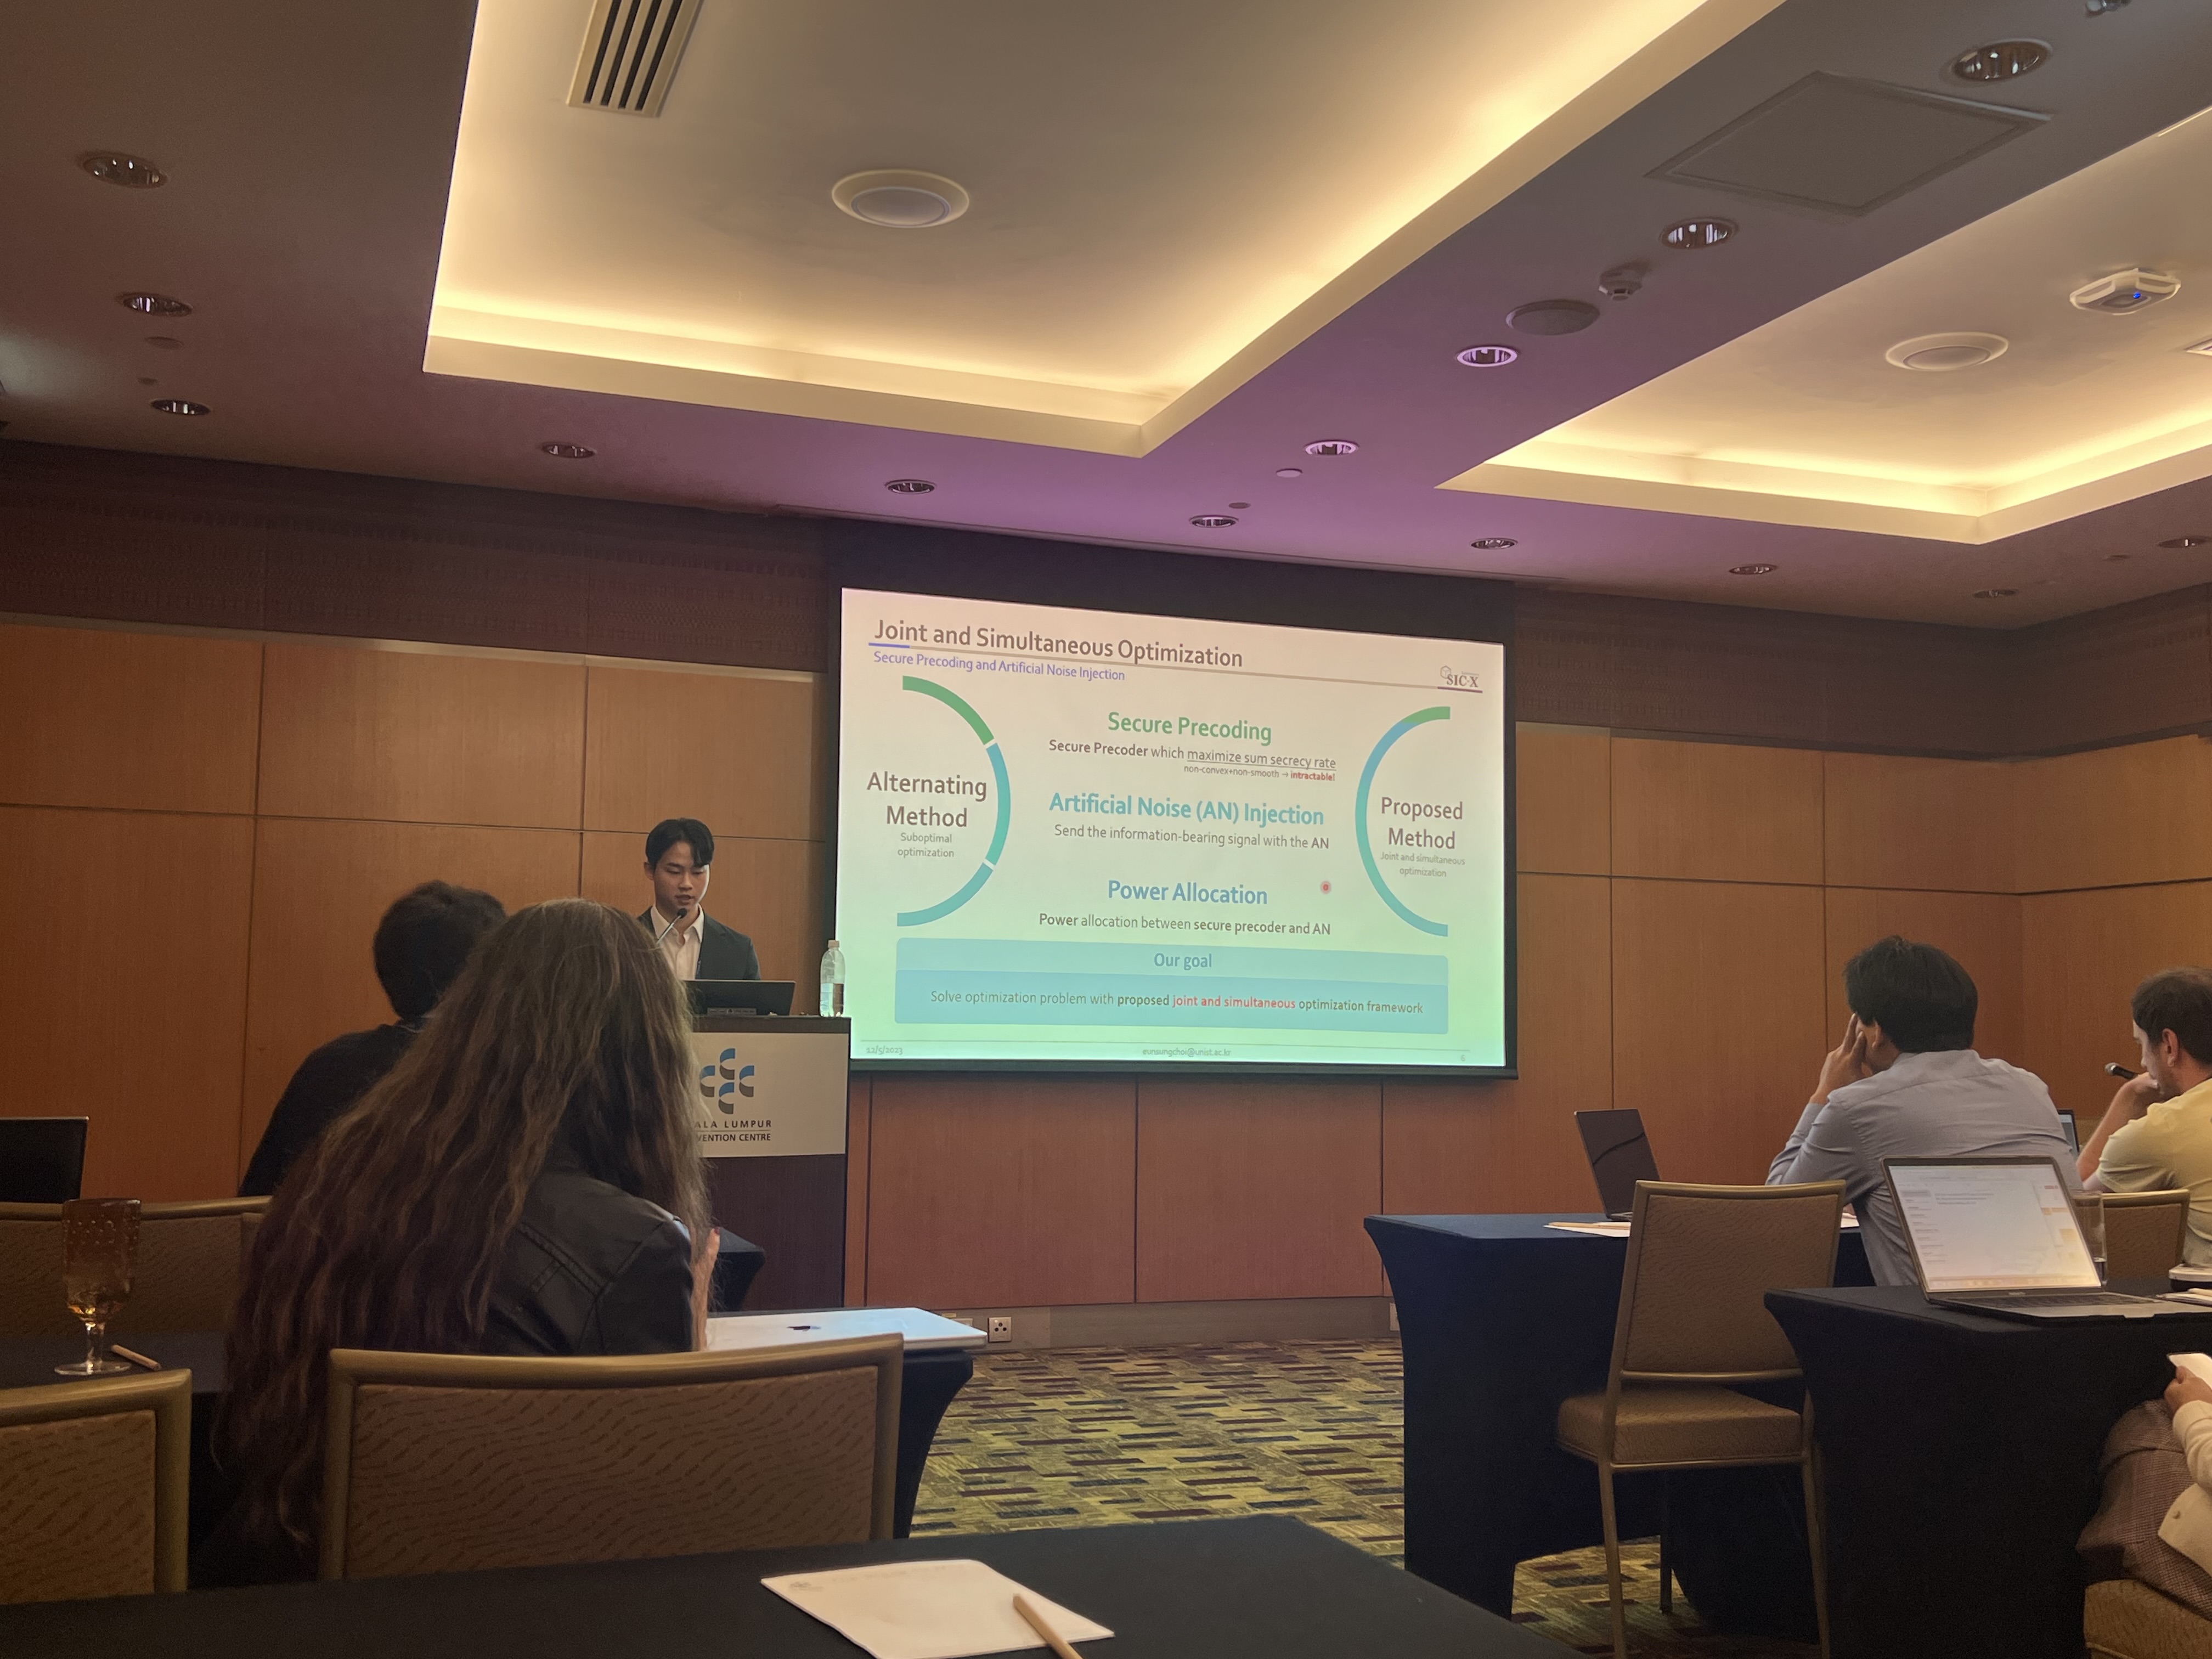 Joint and Simultaneous Optimization
Secure Precoding and Artificial Noise Injection
SIC-X
Secure Precoding
Secure Precoder which maximize sum secrecy rate
non-convex+non-smooth → intractable!
Alternating
Method
Suboptimal
optimization
Artificial Noise (AN) Injection
Send the information-bearing signal with the AN
Proposed
Method
Joint and simultaneous
optimization
Power Allocation
Power allocation between secure precoder and AN
Our goal
Solve optimization problem with proposed joint and simultaneous optimization framework
12/5/2023
6
ALA LUMPUR
VENTION CENTRE